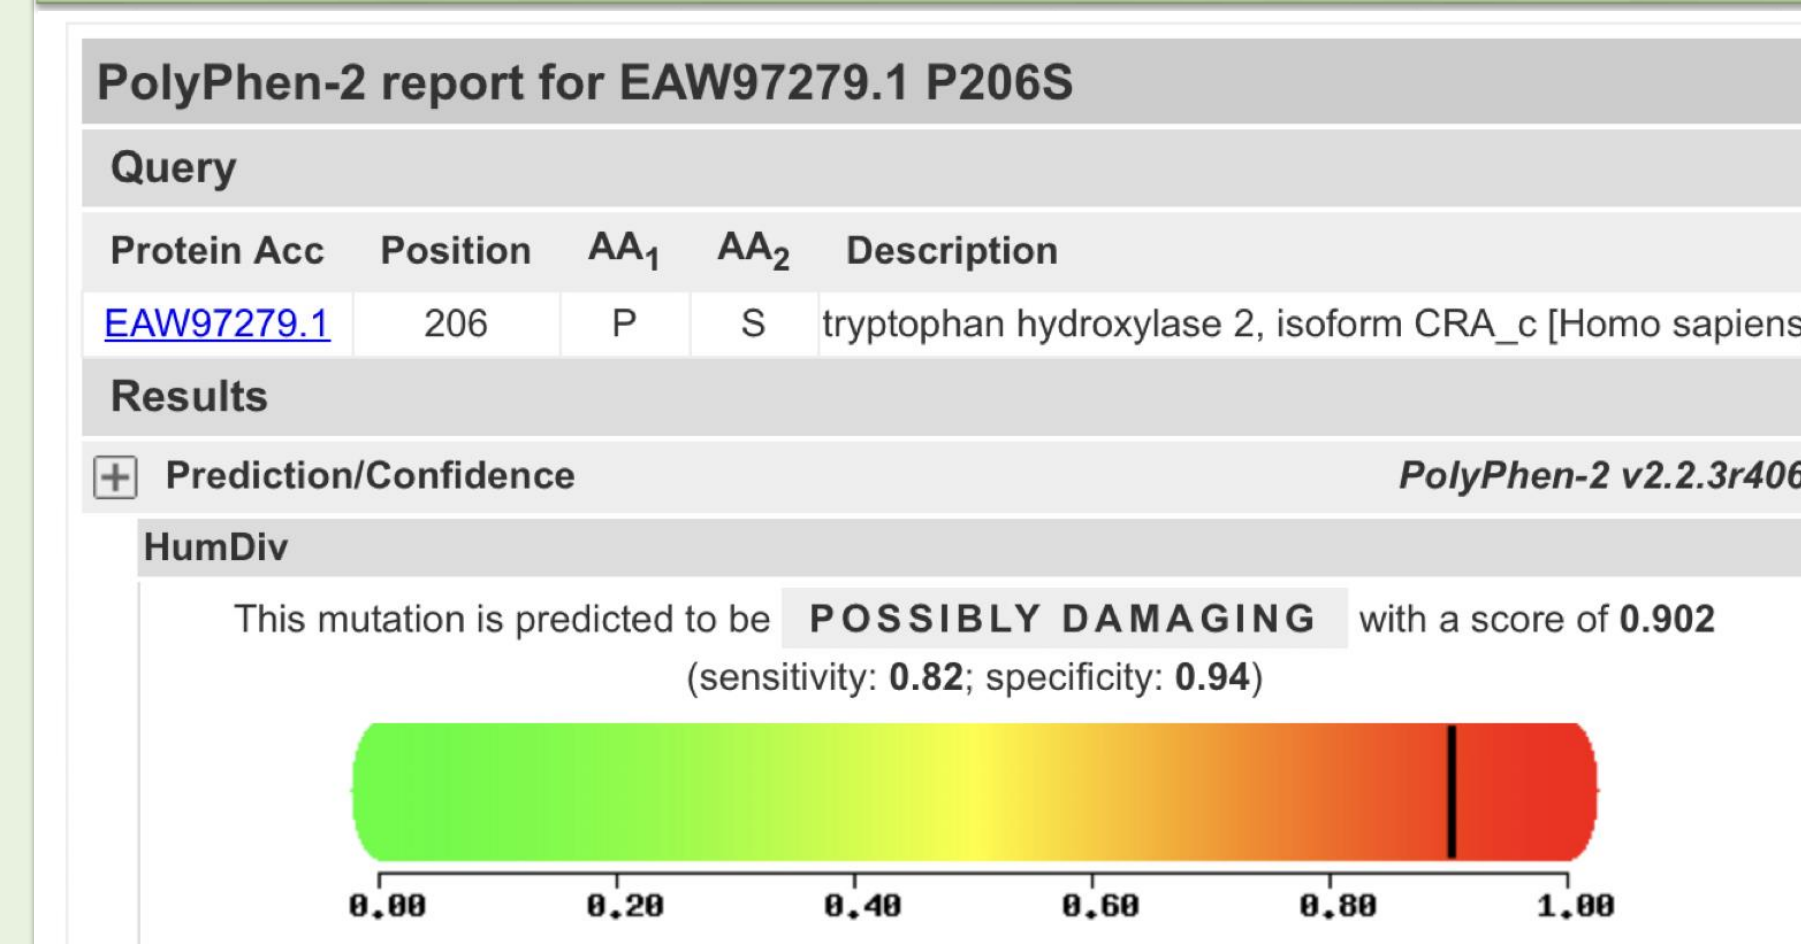 PolyPhen-2 report for EAW97279.1 P206S
Query
Protein Acc Position AA1 AA2 Description
EAW97279.1 206 P S tryptophan hydroxylase 2, isoform CRA_c [Homo sapiens
Results
Prediction/Confidence PolyPhen-2 v2.2.3r406
HumDiv
This mutation is predicted to be POSSIBLY DAMAGING with a score of 0.902
(sensitivity: 0.82; specificity: 0.94)
0.00 0.20 0.40 0.60 0.80 1.00